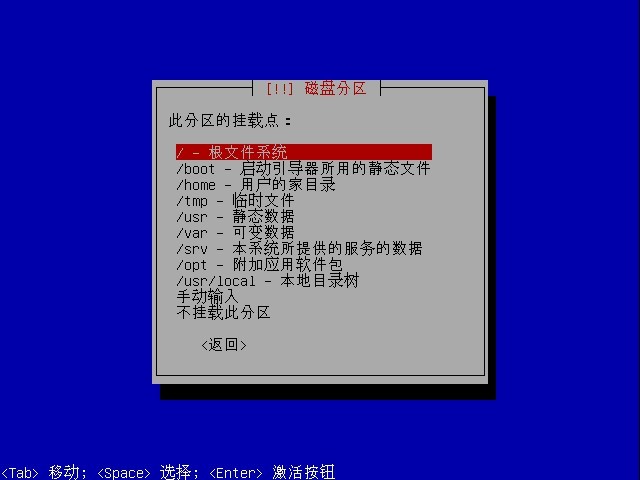 [!!] 磁盘分区
此分区的挂载点：
/ - 根文件系统
/boot - 启动引导器所用的静态文件
/home - 用户的家目录
/tmp - 临时文件
/usr - 静态数据
/var - 可变数据
/srv - 本系统所提供的服务的数据
/opt - 附加应用软件包
/usr/local - 本地目录树
手动输入
不挂载此分区
<返回>
<Tab> 移动; <Space> 选择; <Enter> 激活按钮